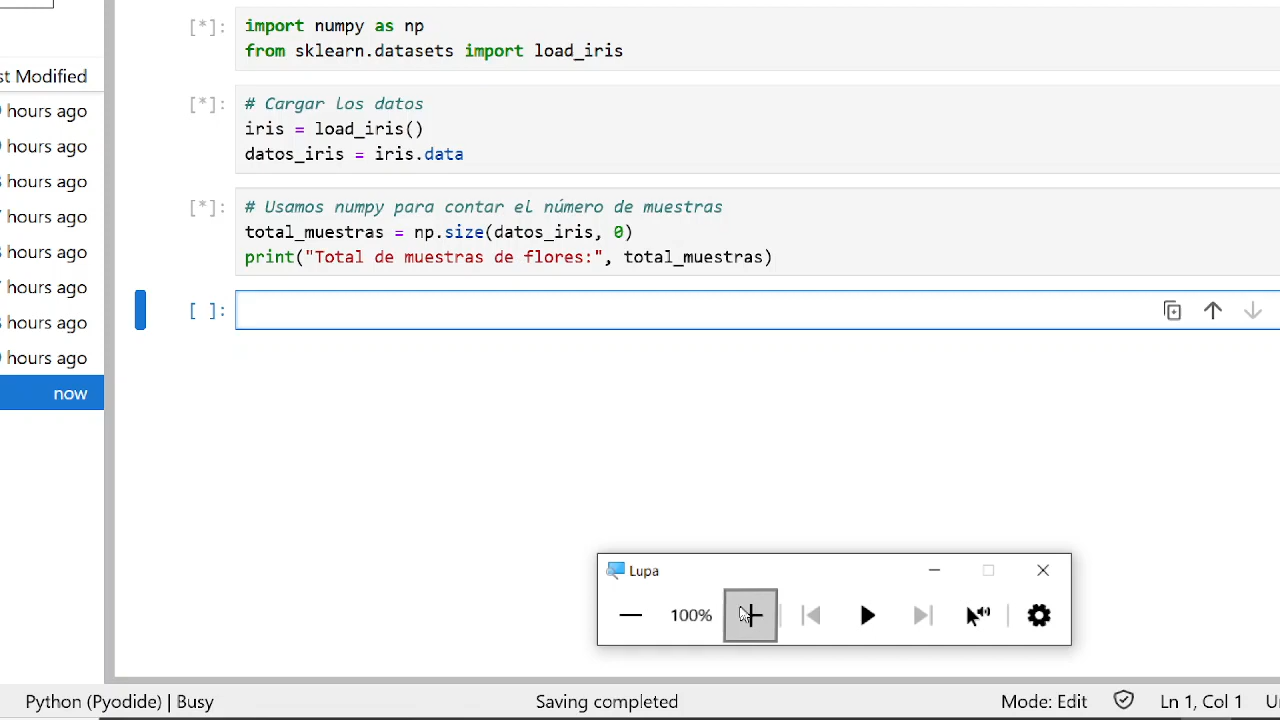 [*]: import numpy as np
from sklearn.datasets import load_iris
st Modified
hours ago
[*]: # Cargar los datos
iris = load_iris()
datos_iris = iris.data
hours ago
hours ago
[*]: # Usamos numpy para contar el número de muestras
total_muestras = np.size(datos_iris, 0)
print("Total de muestras de flores:", total_muestras)
hours ago
hours ago
hours ago
[ ]:
hours ago
hours ago
now
Lupa
100%
Python (Pyodide) | Busy
Saving completed
Mode: Edit
Ln 1, Col 1